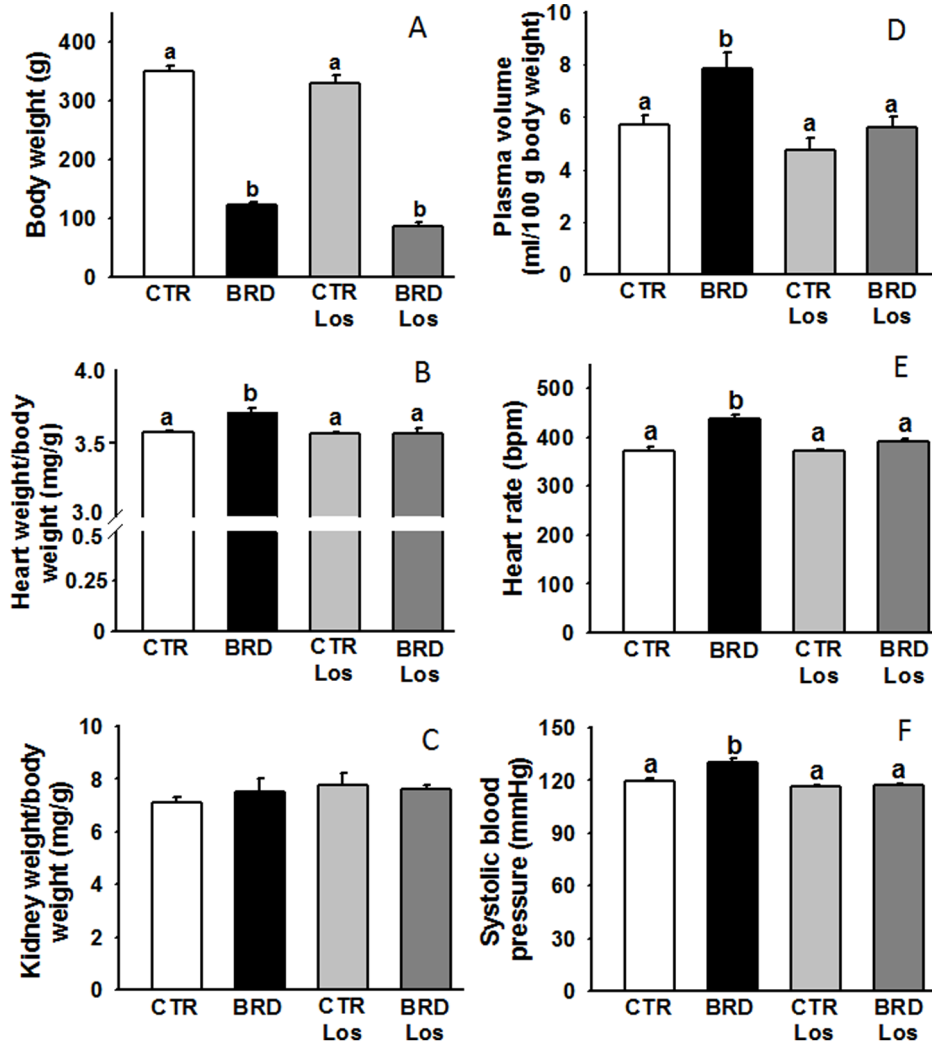 A
Body weight (g)
400
300
200
100
0
a
b
a
b
CTR
BRD
CTR
Los
BRD
Los
D
Plasma volume
(ml/100 g body weight)
10
8
6
4
2
0
a
b
a
a
CTR
BRD
CTR
Los
BRD
Los
B
Heart weight/body
weight (mg/g)
4.0
3.5
3.0
0.5
0.25
0
a
b
a
a
CTR
BRD
CTR
Los
BRD
Los
E
Heart rate (bpm)
500
400
300
200
100
0
a
b
a
a
CTR
BRD
CTR
Los
BRD
Los
C
Kidney weight/body
weight (mg/g)
10
8
6
4
2
0
CTR
BRD
CTR
Los
BRD
Los
F
Systolic blood
pressure (mmHg)
150
120
90
60
30
0
a
b
a
a
CTR
BRD
CTR
Los
BRD
Los